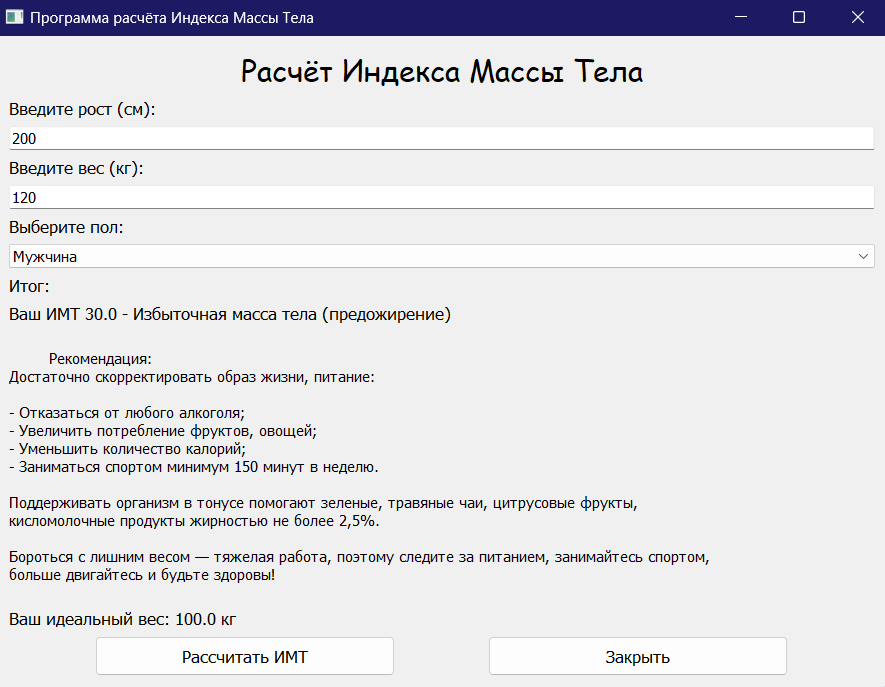 Программа расчёта Индекса Массы Тела
Расчёт Индекса Массы Тела
Введите рост (см):
200
Введите вес (кг):
120
Выберите пол:
Мужчина
Итог:
Ваш ИМТ 30.0 - Избыточная масса тела (предожирение)
Рекомендация:
Достаточно скорректировать образ жизни, питание:
- Отказаться от любого алкоголя;
- Увеличить потребление фруктов, овощей;
- Уменьшить количество калорий;
- Заниматься спортом минимум 150 минут в неделю.
Поддерживать организм в тонусе помогают зеленые, травяные чаи, цитрусовые фрукты,
кисломолочные продукты жирностью не более 2,5%.
Бороться с лишним весом — тяжелая работа, поэтому следите за питанием, занимайтесь спортом,
больше двигайтесь и будьте здоровы!
Ваш идеальный вес: 100.0 кг
Рассчитать ИМТ
Закрыть